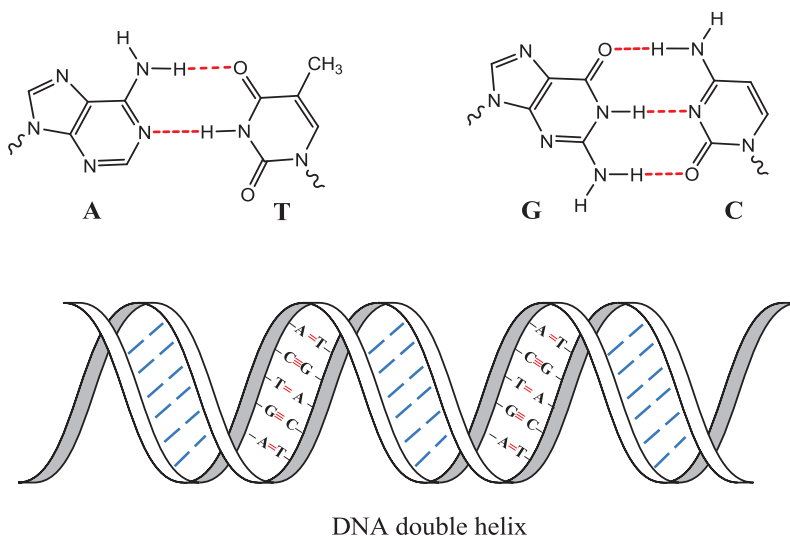 H H
N O H N
H
N N H O CH₃
N
N H N
N N H N
N N
N
N
N H O
O
H
A T G C
A=T A=T
C≡G C≡G
T=A T=A
G≡C G≡C
A=T A=T
DNA double helix